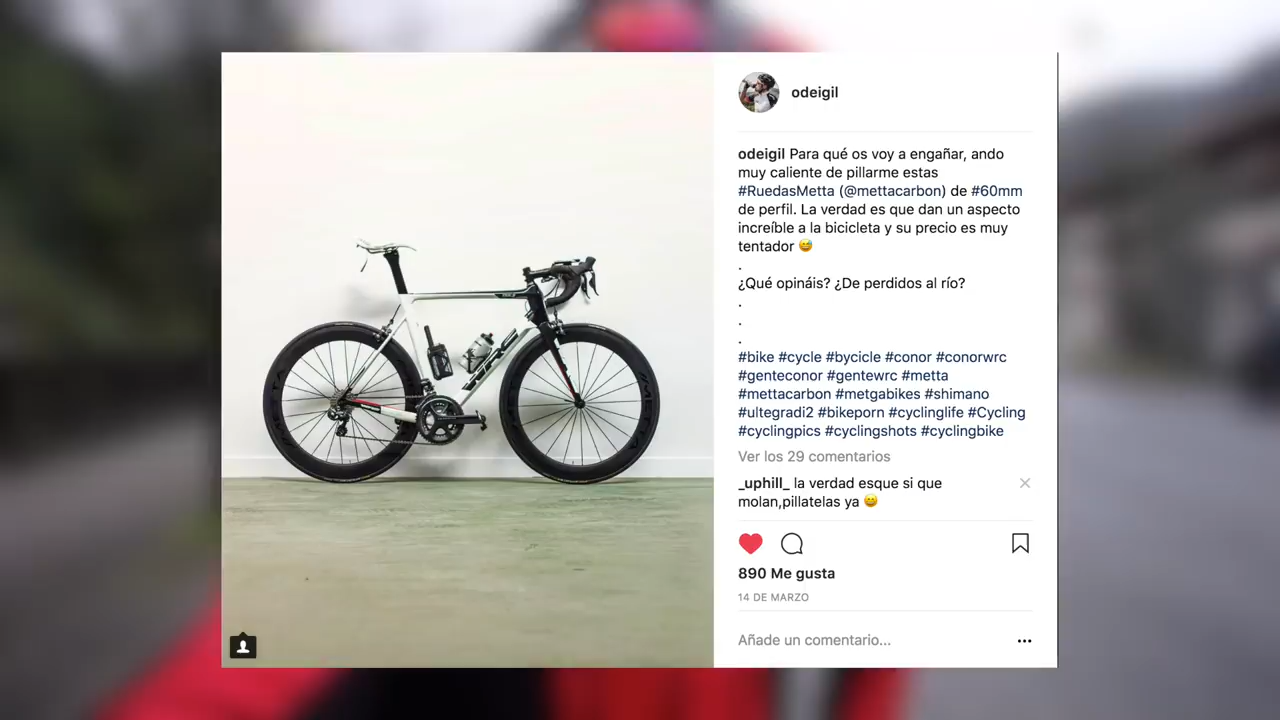 odeigil
odeigil Para qué os voy a engañar, ando
muy caliente de pillarme estas
#RuedasMetta (@mettacarbon) de #60mm
de perfil. La verdad es que dan un aspecto
increíble a la bicicleta y su precio es muy
tentador 😅
.
¿Qué opináis? ¿De perdidos al río?
.
.
.
#bike #cycle #bycicle #conor #conorwrc
#genteconor #gentewrc #metta
#mettacarbon #metgabikes #shimano
#ultegradi2 #bikeporn #cyclinglife #Cycling
#cyclingpics #cyclingshots #cyclingbike
Ver los 29 comentarios
_uphill_ la verdad esque si que
molan,pillatelas ya 😄
890 Me gusta
14 DE MARZO
Añade un comentario...
WRC
METTA